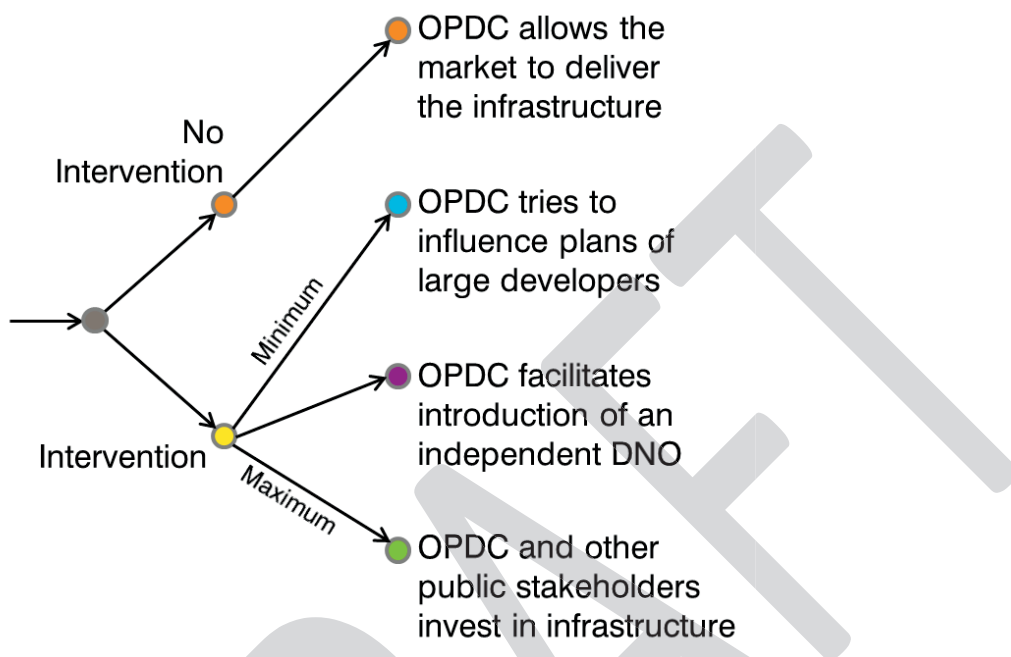 OPDC allows the
market to deliver
the infrastructure
No
Intervention
OPDC tries to
influence plans of
large developers
Minimum
OPDC facilitates
introduction of an
independent DNO
Intervention
Maximum
OPDC and other
public stakeholders
invest in infrastructure
DRAFT